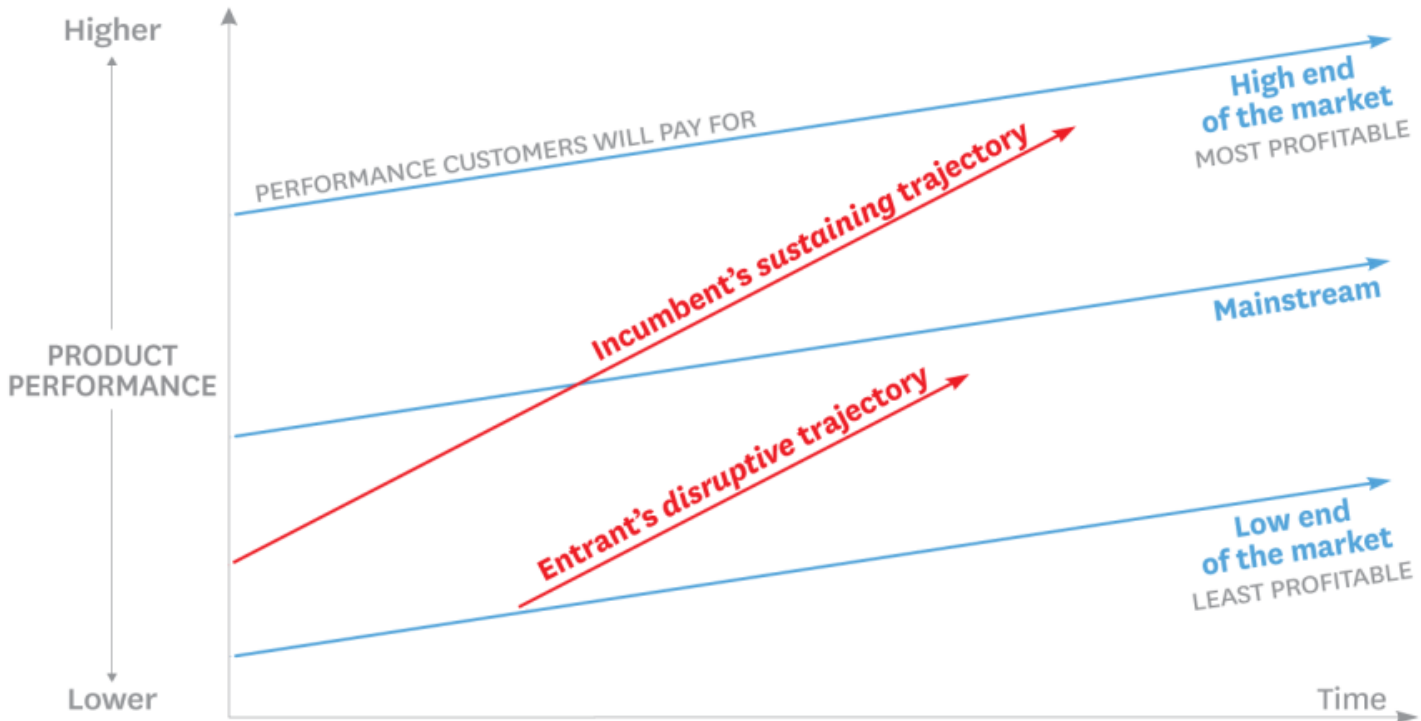 Higher
PERFORMANCE CUSTOMERS WILL PAY FOR
High end
of the market
MOST PROFITABLE
Incumbent's sustaining trajectory
Mainstream
PRODUCT
PERFORMANCE
Entrant's disruptive trajectory
Low end
of the market
LEAST PROFITABLE
Lower
Time